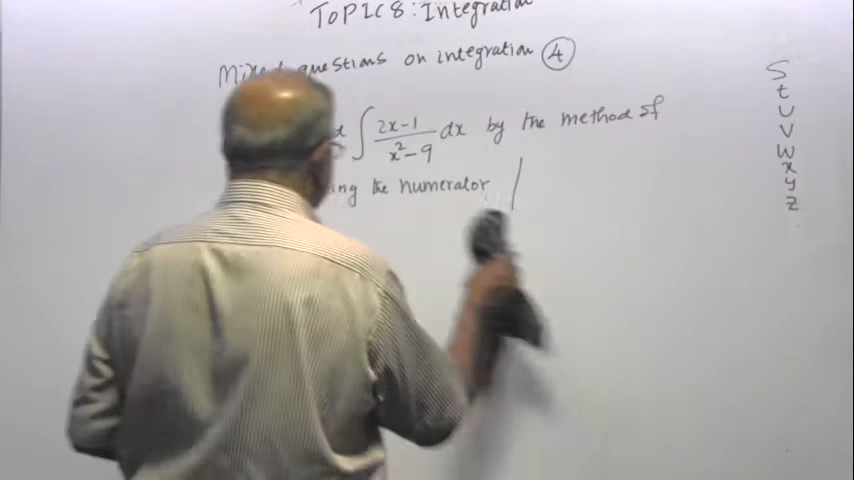 TOPIC 8: Integration
questions on integration 4
∫ 2x-1 / x²-9 dx by the method of
the numerator
S
t
U
V
W
x
y
z